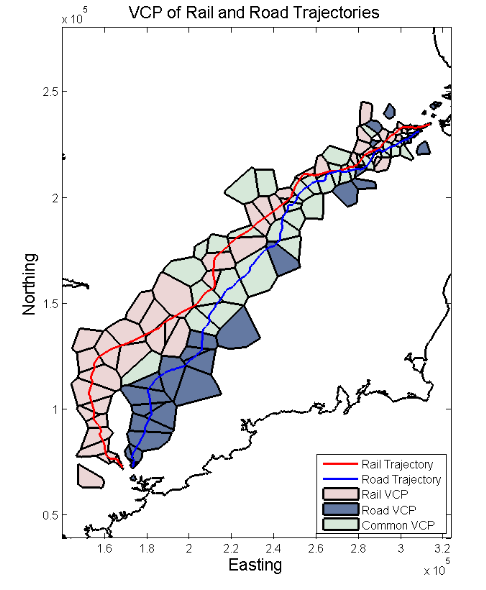 VCP of Rail and Road Trajectories
x 10^5
2.5
2
1.5
1
0.5
Northing
1.6 1.8 2 2.2 2.4 2.6 2.8 3 3.2
x 10^5
Easting
Rail Trajectory
Road Trajectory
Rail VCP
Road VCP
Common VCP